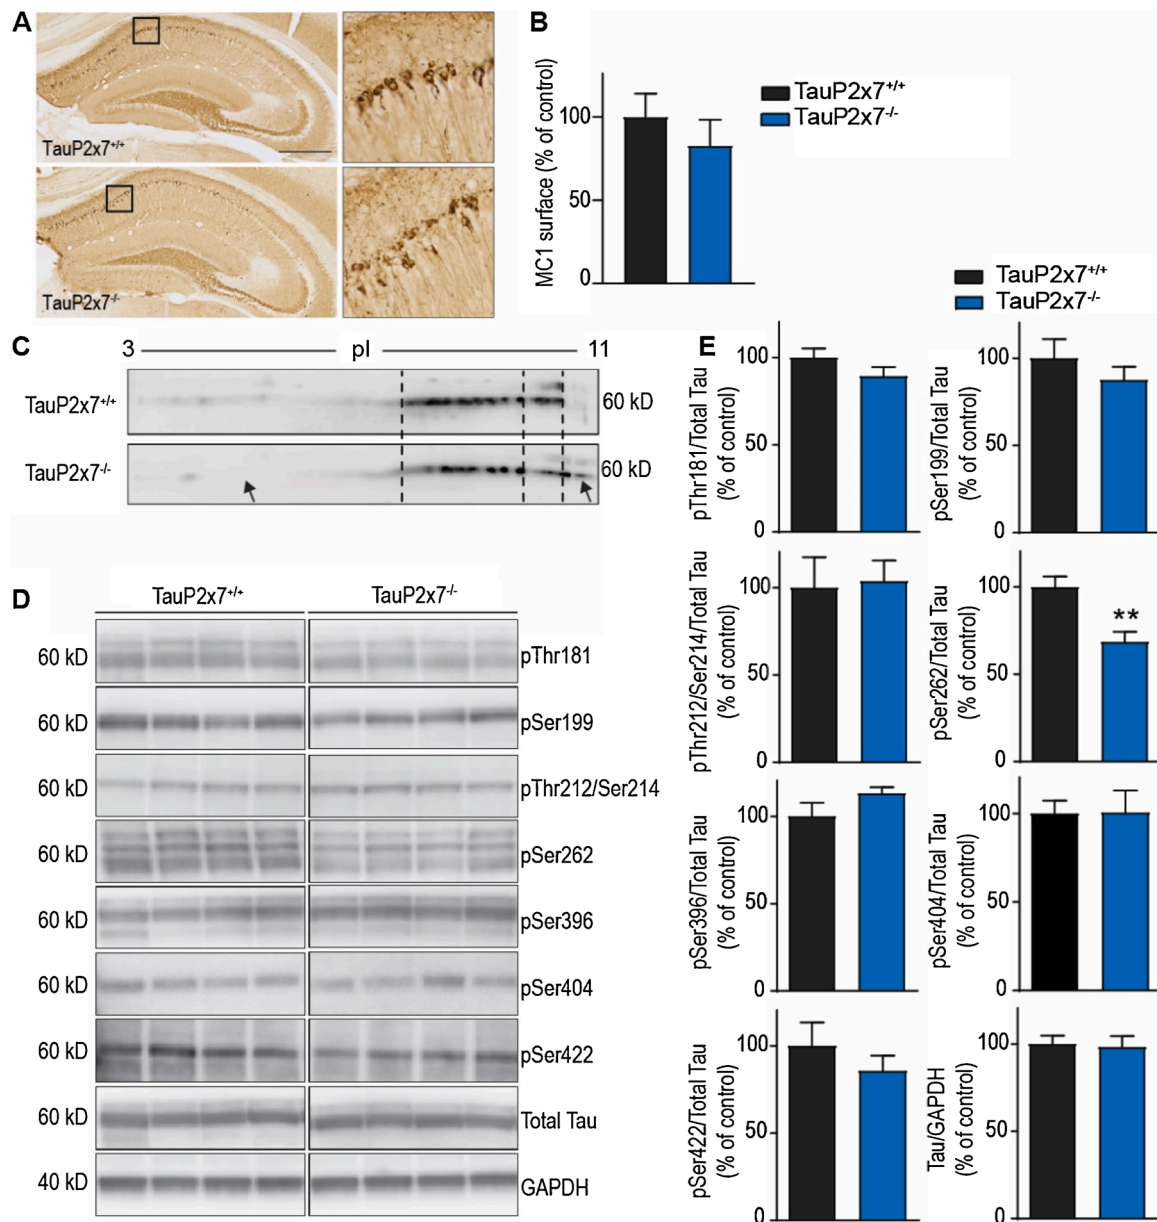 A
TauP2x7+/+
TauP2x7-/-
B
MC1 surface (% of control)
100
50
0
TauP2x7+/+
TauP2x7-/-
C
3 pI 11
TauP2x7+/+ 60 kD
TauP2x7-/- 60 kD
D
TauP2x7+/+ TauP2x7-/-
60 kD pThr181
60 kD pSer199
60 kD pThr212/Ser214
60 kD pSer262
60 kD pSer396
60 kD pSer404
60 kD pSer422
60 kD Total Tau
40 kD GAPDH
E
TauP2x7+/+
TauP2x7-/-
pThr181/Total Tau
(% of control)
100
50
0
pSer199/Total Tau
(% of control)
100
50
0
pThr212/Ser214/Total Tau
(% of control)
100
50
0
pSer262/Total Tau
(% of control)
100
50
0
**
pSer396/Total Tau
(% of control)
100
50
0
pSer404/Total Tau
(% of control)
100
50
0
pSer422/Total Tau
(% of control)
100
50
0
Tau/GAPDH
(% of control)
100
50
0